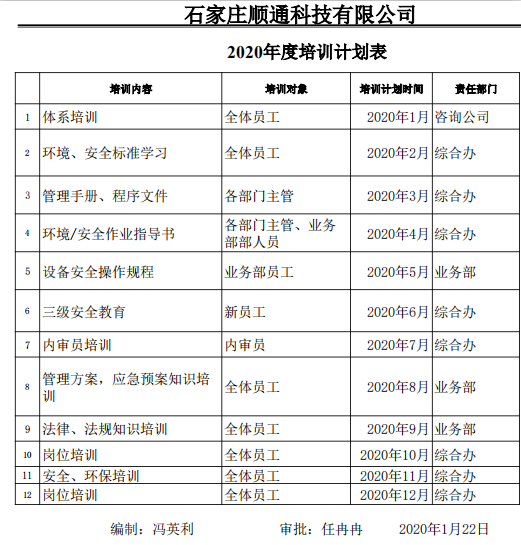 石家庄顺通科技有限公司
2020年度培训计划表
培训内容 培训对象 培训计划时间 责任部门
1 体系培训 全体员工 2020年1月 咨询公司
2 环境、安全标准学习 全体员工 2020年2月 综合办
3 管理手册、程序文件 各部门主管 2020年3月 综合办
4 环境/安全作业指导书 各部门主管、业务
部部人员 2020年4月 综合办
5 设备安全操作规程 业务部员工 2020年5月 业务部
6 三级安全教育 新员工 2020年6月 综合办
7 内审员培训 内审员 2020年7月 综合办
8 管理方案，应急预案知识培
训 全体员工 2020年8月 业务部
9 法律、法规知识培训 全体员工 2020年9月 业务部
10 岗位培训 全体员工 2020年10月 综合办
11 安全、环保培训 全体员工 2020年11月 综合办
12 岗位培训 全体员工 2020年12月 综合办
编制：冯英利 审批：任冉冉 2020年1月22日